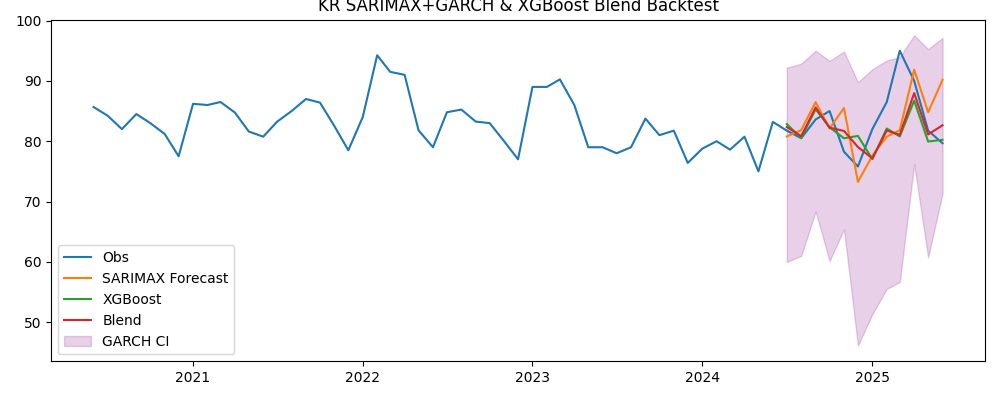 KR SARIMAX+GARCH & XGBoost Blend Backtest
100
90
80
70
60
50
Obs
SARIMAX Forecast
XGBoost
Blend
GARCH CI
2021
2022
2023
2024
2025